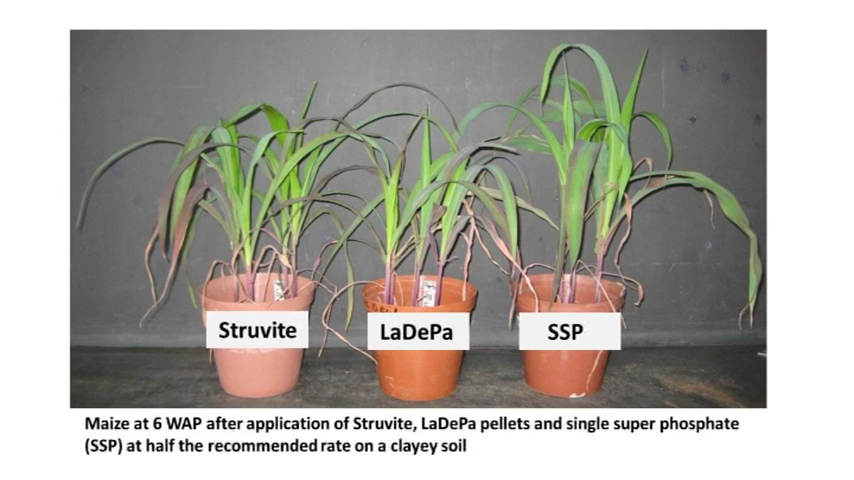 Struvite
LaDePa
SSP
Maize at 6 WAP after application of Struvite, LaDePa pellets and single super phosphate
(SSP) at half the recommended rate on a clayey soil